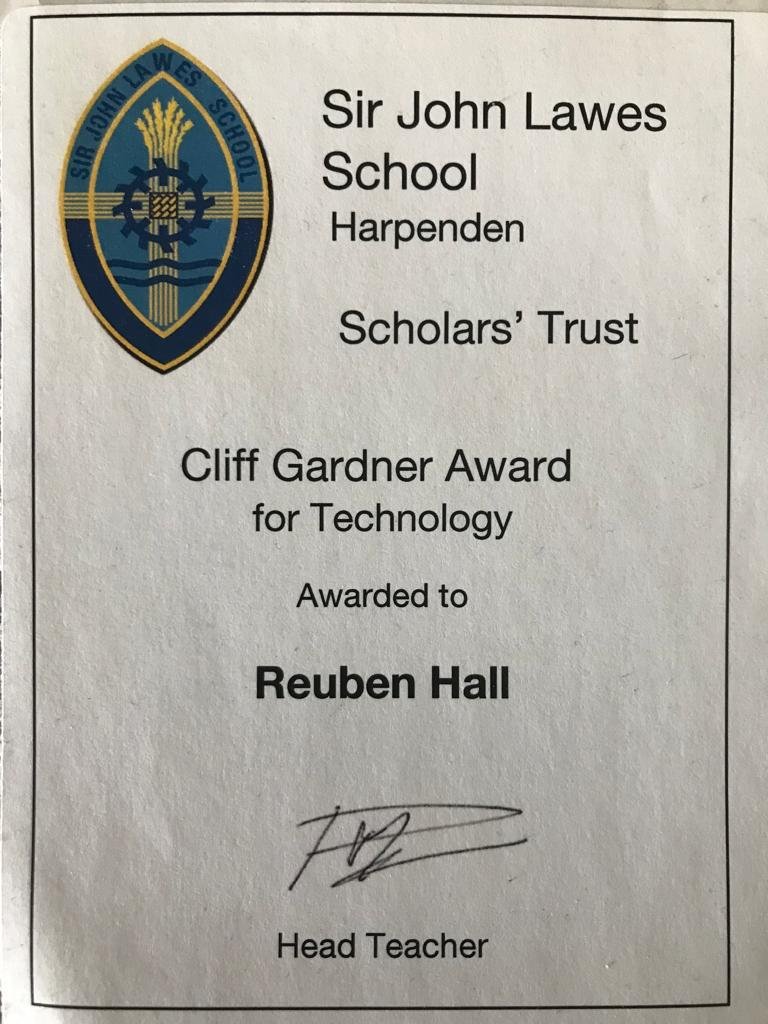 SIR JOHN LAWES SCHOOL
Sir John Lawes
School
Harpenden
Scholars' Trust
Cliff Gardner Award
for Technology
Awarded to
Reuben Hall
Head Teacher